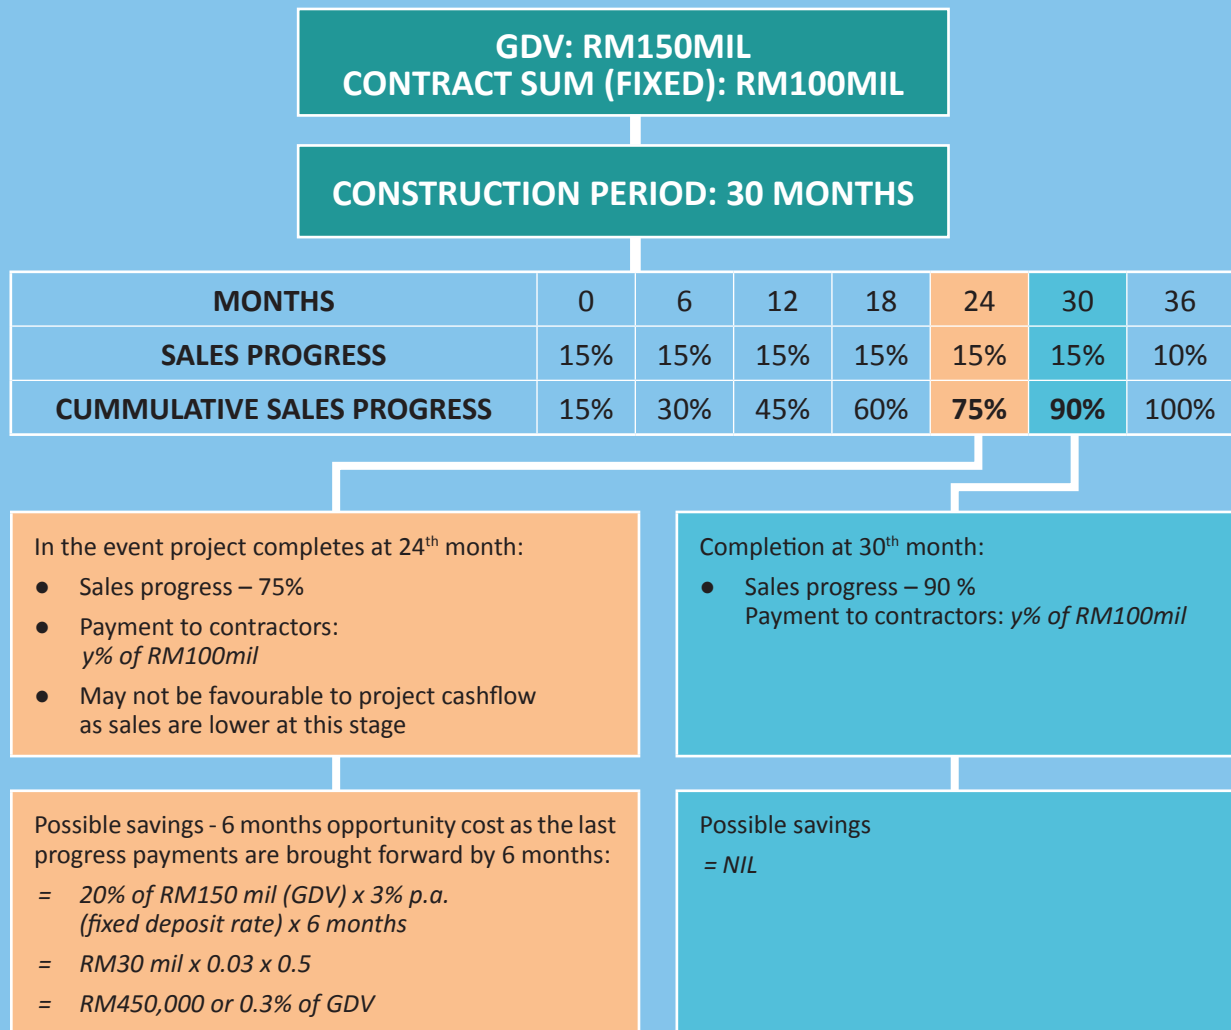 GDV: RM150MIL
CONTRACT SUM (FIXED): RM100MIL
CONSTRUCTION PERIOD: 30 MONTHS
MONTHS 0 6 12 18 24 30 36
SALES PROGRESS 15% 15% 15% 15% 15% 15% 10%
CUMMULATIVE SALES PROGRESS 15% 30% 45% 60% 75% 90% 100%
In the event project completes at 24th month:
● Sales progress – 75%
● Payment to contractors:
y% of RM100mil
● May not be favourable to project cashflow
as sales are lower at this stage
Completion at 30th month:
● Sales progress – 90 %
Payment to contractors: y% of RM100mil
Possible savings - 6 months opportunity cost as the last
progress payments are brought forward by 6 months:
= 20% of RM150 mil (GDV) x 3% p.a.
(fixed deposit rate) x 6 months
= RM30 mil x 0.03 x 0.5
= RM450,000 or 0.3% of GDV
Possible savings
= NIL